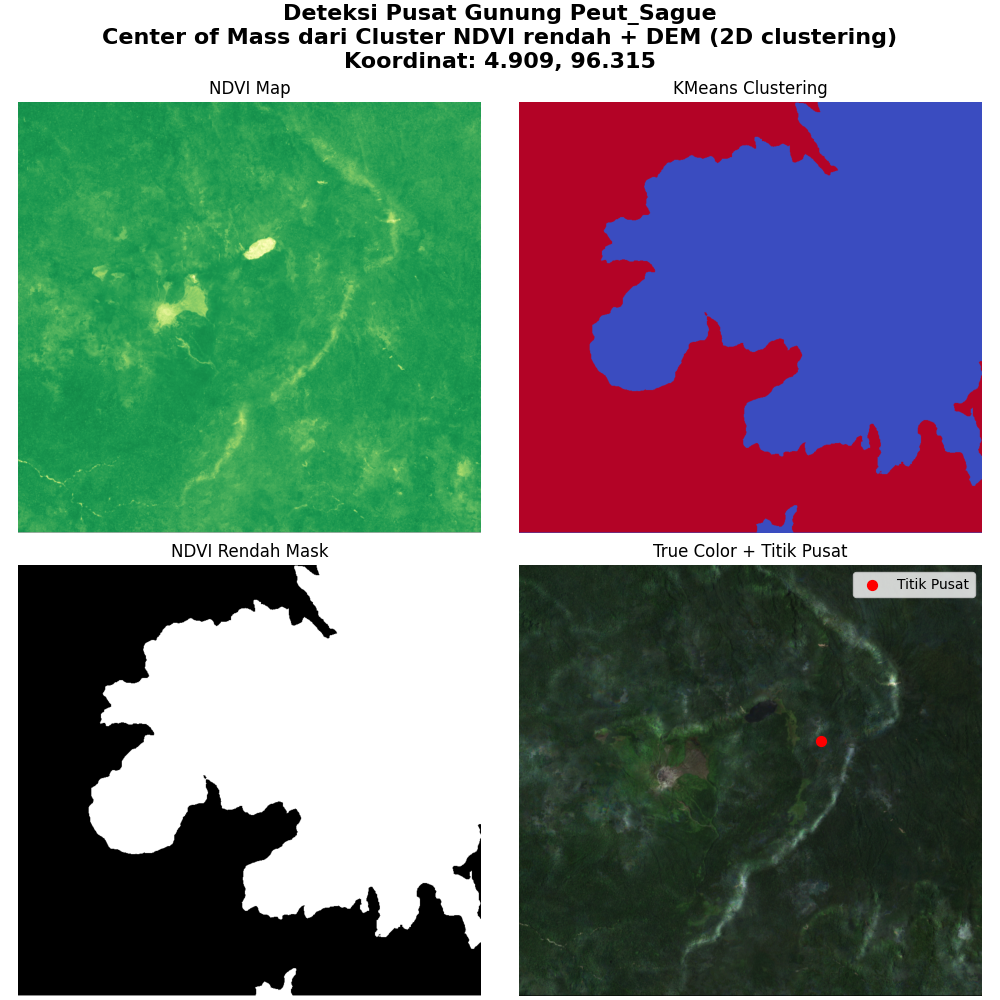 Deteksi Pusat Gunung Peut_Sague
Center of Mass dari Cluster NDVI rendah + DEM (2D clustering)
Koordinat: 4.909, 96.315
NDVI Map
KMeans Clustering
NDVI Rendah Mask
True Color + Titik Pusat
Titik Pusat